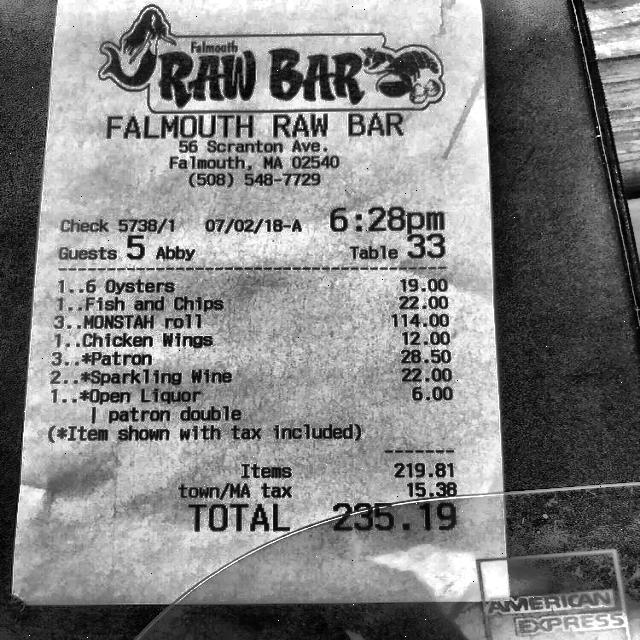 Falmouth
RAW BAR
FALMOUTH RAW BAR
56 Scranton Ave.
Falmouth, MA 02540
(508) 548-7729
Check 5738/1 07/02/18-A 6:28pm
Guests 5 Abby Table 33
1..6 Oysters 19.00
1..Fish and Chips 22.00
3..MONSTAH roll 114.00
1..Chicken Wings 12.00
3..*Patron 28.50
2..*Sparkling Wine 22.00
1..*Open Liquor 6.00
| patron double
(*Item shown with tax included)
Items 219.81
town/MA tax 15.38
TOTAL 235.19
AMERICAN
EXPRESS